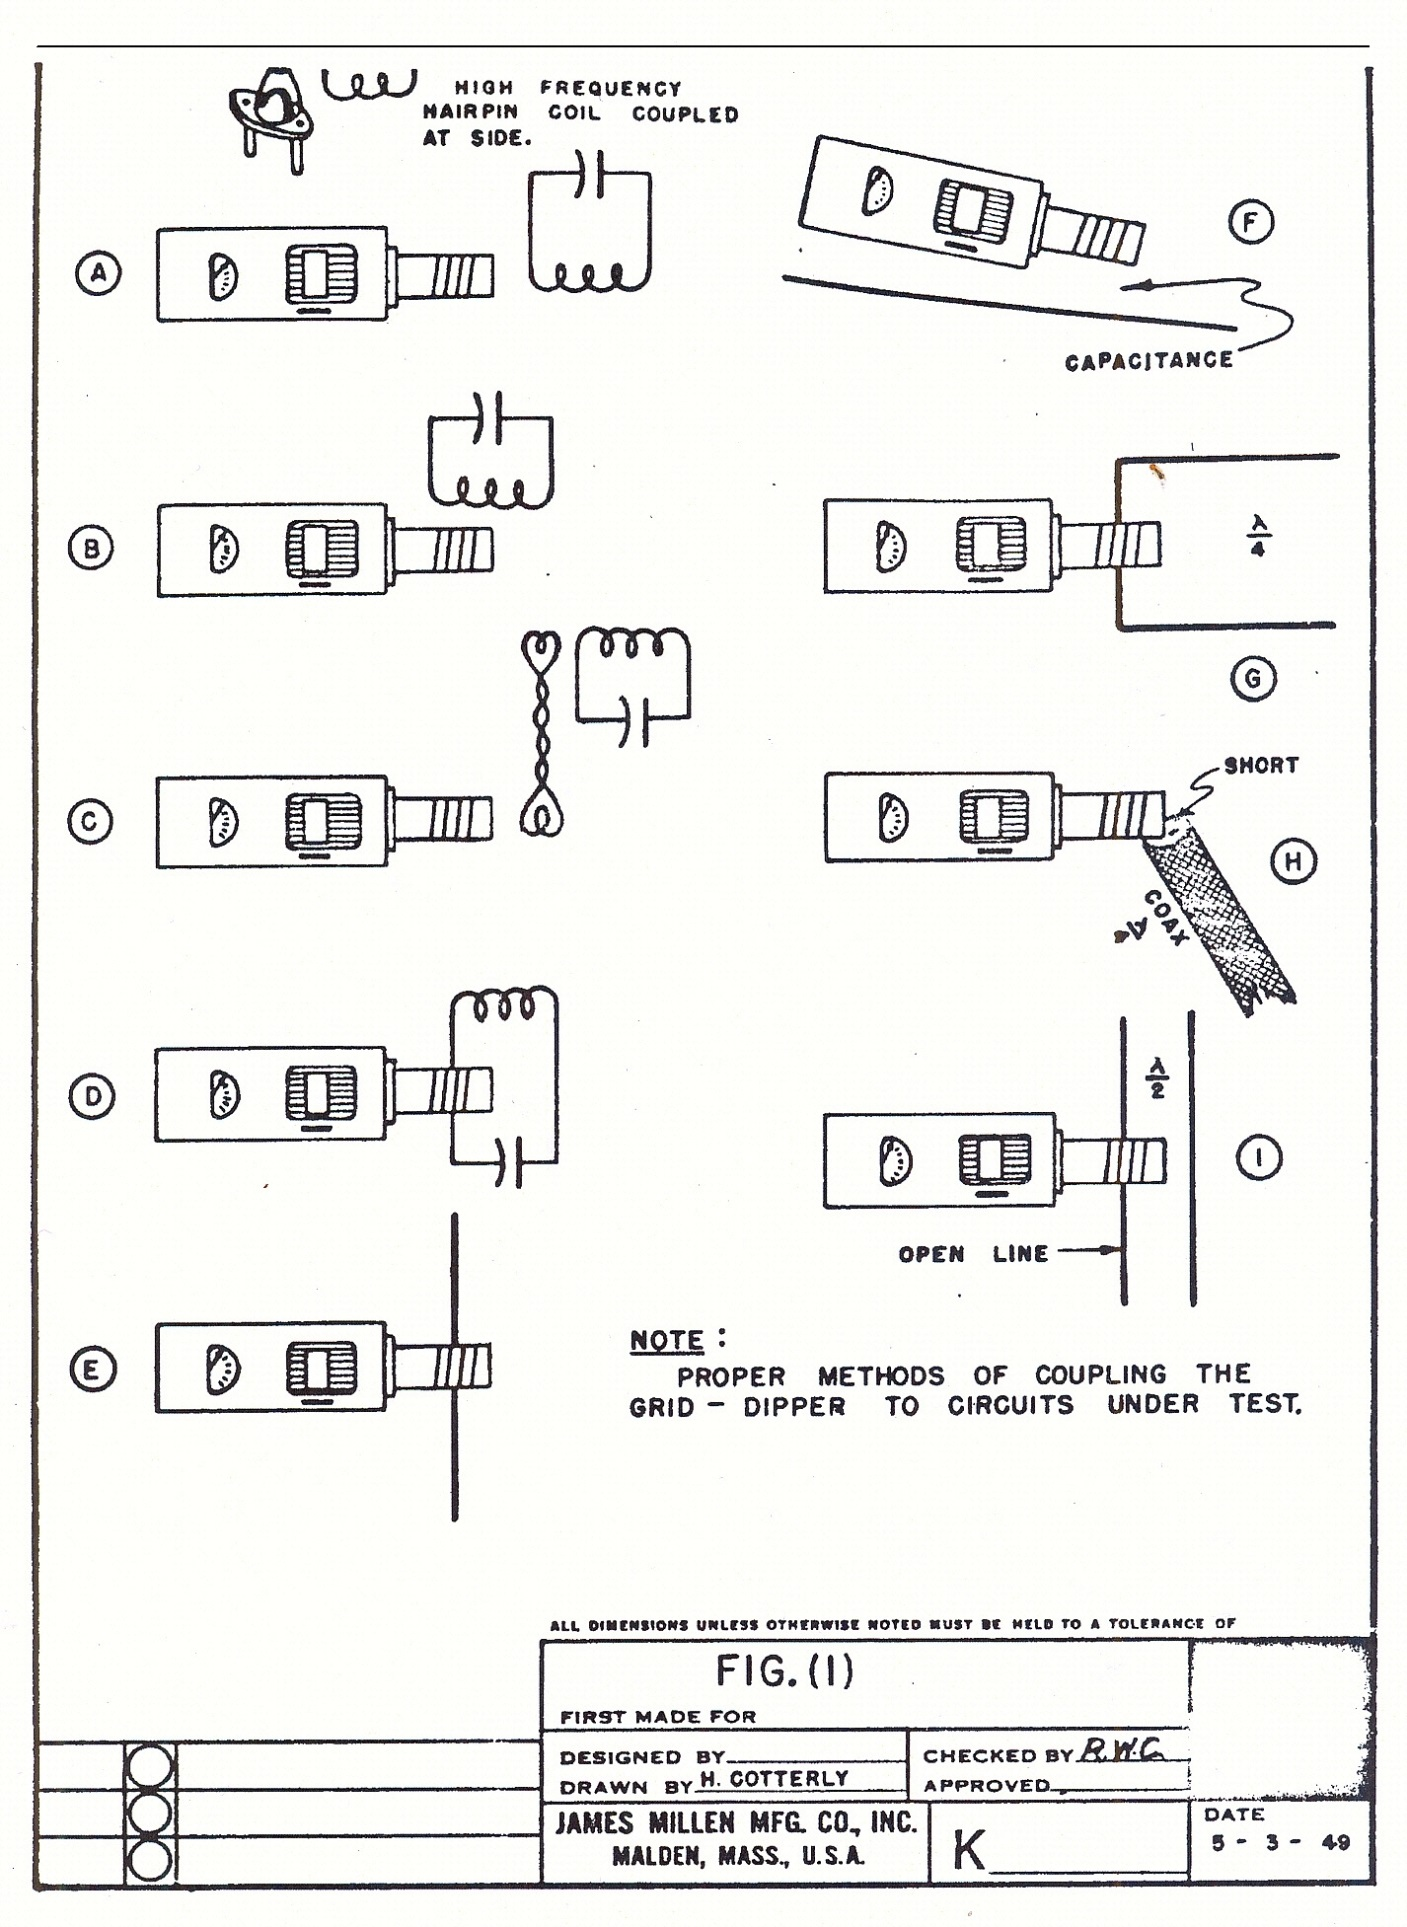 HIGH FREQUENCY
HAIRPIN COIL COUPLED
AT SIDE.
A
F
CAPACITANCE
B
λ
4
G
C
SHORT
H
COAX
D
λ
2
I
OPEN LINE
E
NOTE :
PROPER METHODS OF COUPLING THE
GRID - DIPPER TO CIRCUITS UNDER TEST.
ALL DIMENSIONS UNLESS OTHERWISE NOTED MUST BE HELD TO A TOLERANCE OF
FIG. (1)
FIRST MADE FOR
DESIGNED BY
CHECKED BY R.W.C.
DRAWN BY H. COTTERLY
APPROVED
JAMES MILLEN MFG. CO., INC.
MALDEN, MASS., U.S.A.
K
DATE
5 - 3 - 49